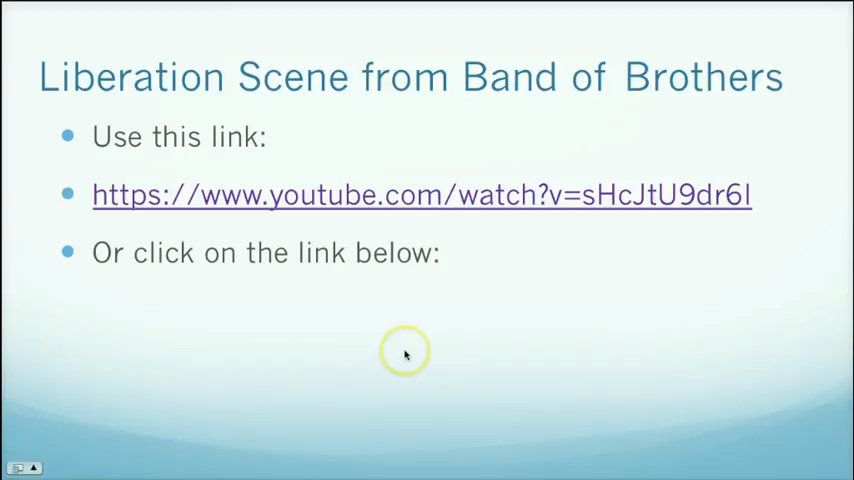 Liberation Scene from Band of Brothers
Use this link:
https://www.youtube.com/watch?v=sHcJtU9dr6I
Or click on the link below: